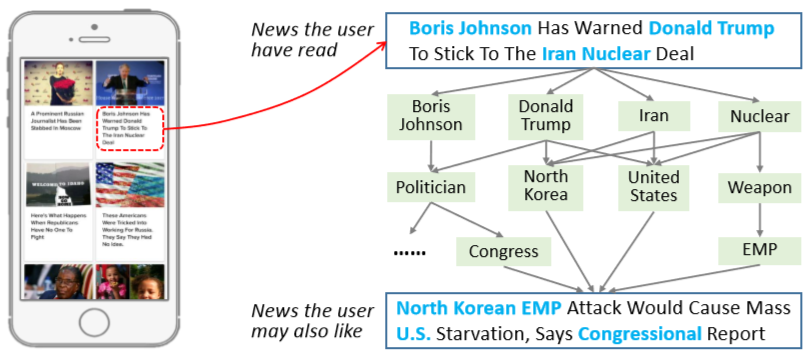 News the user
have read
Boris Johnson Has Warned Donald Trump
To Stick To The Iran Nuclear Deal
A Prominent Russian
Journalist Has Been
Stabbed In Moscow
Boris Johnson Has
Warned Donald
Trump To Stick To
The Iran Nuclear
Deal
WELCOME TO IDAHO
Here's What Happens
When Republicans
Have No One To
Fight
These Americans
Were Tricked Into
Working For Russia.
They Say They Had
No Idea.
Boris
Johnson
Donald
Trump
Iran
Nuclear
Politician
North
Korea
United
States
Weapon
......
Congress
EMP
News the user
may also like
North Korean EMP Attack Would Cause Mass
U.S. Starvation, Says Congressional Report